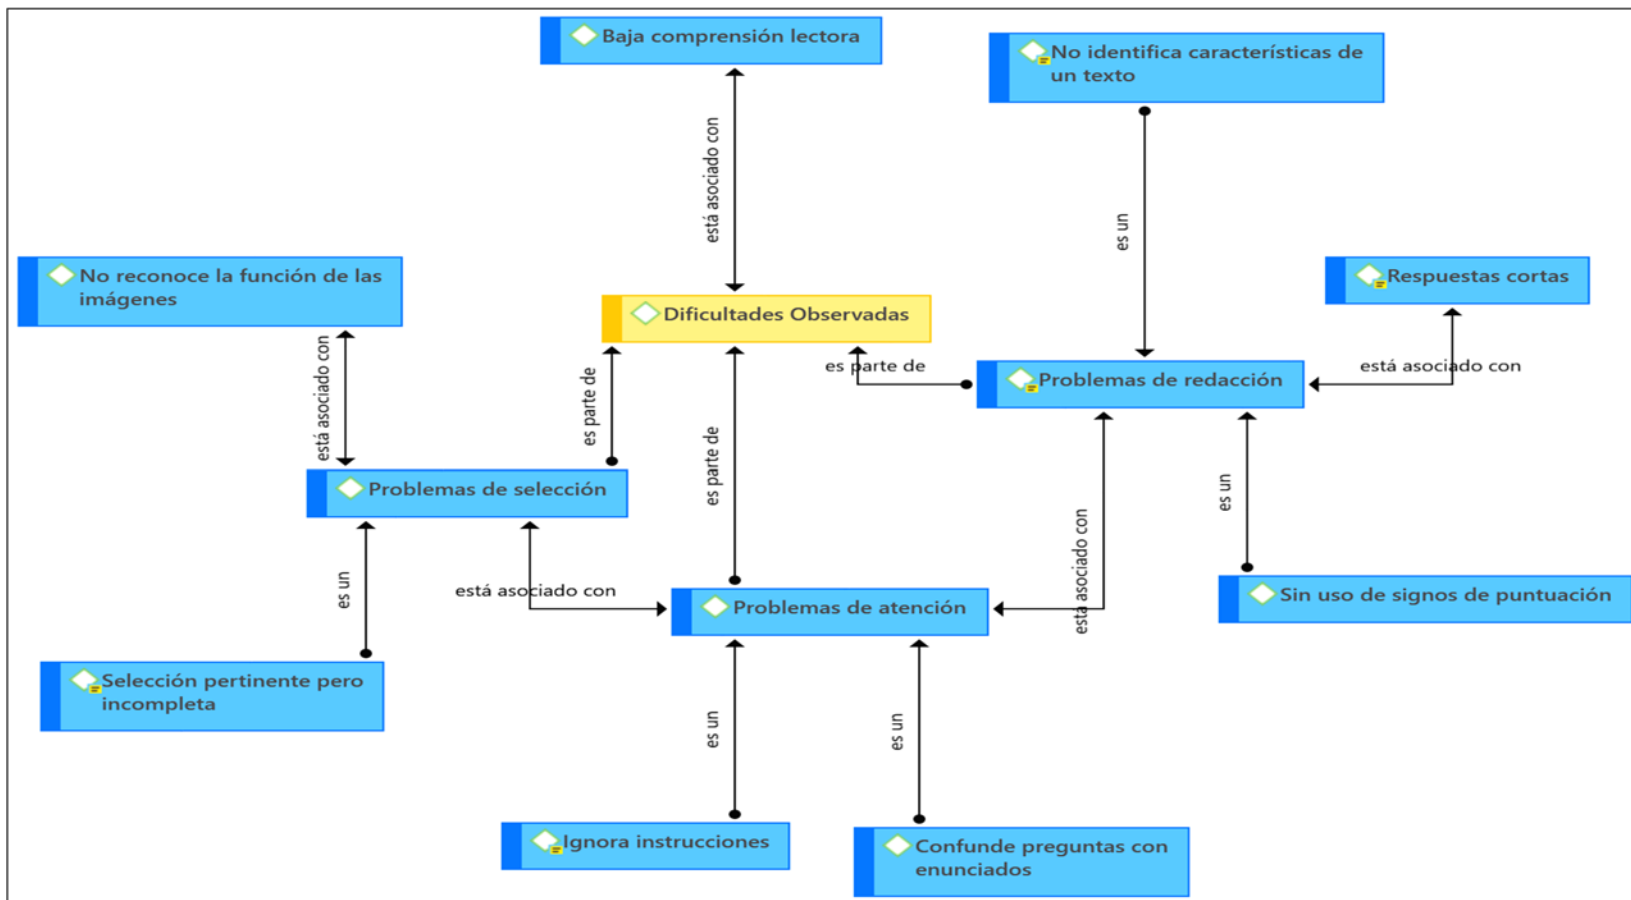 Baja comprensión lectora
No identifica características de
un texto
está asociado con
es un
No reconoce la función de las
imágenes
Respuestas cortas
Dificultades Observadas
está asociado con
es parte de
es parte de
está asociado con
Problemas de redacción
es parte de
Problemas de selección
es un
está asociado con
es un
está asociado con
Problemas de atención
Sin uso de signos de puntuación
Selección pertinente pero
incompleta
es un
es un
Ignora instrucciones
Confunde preguntas con
enunciados